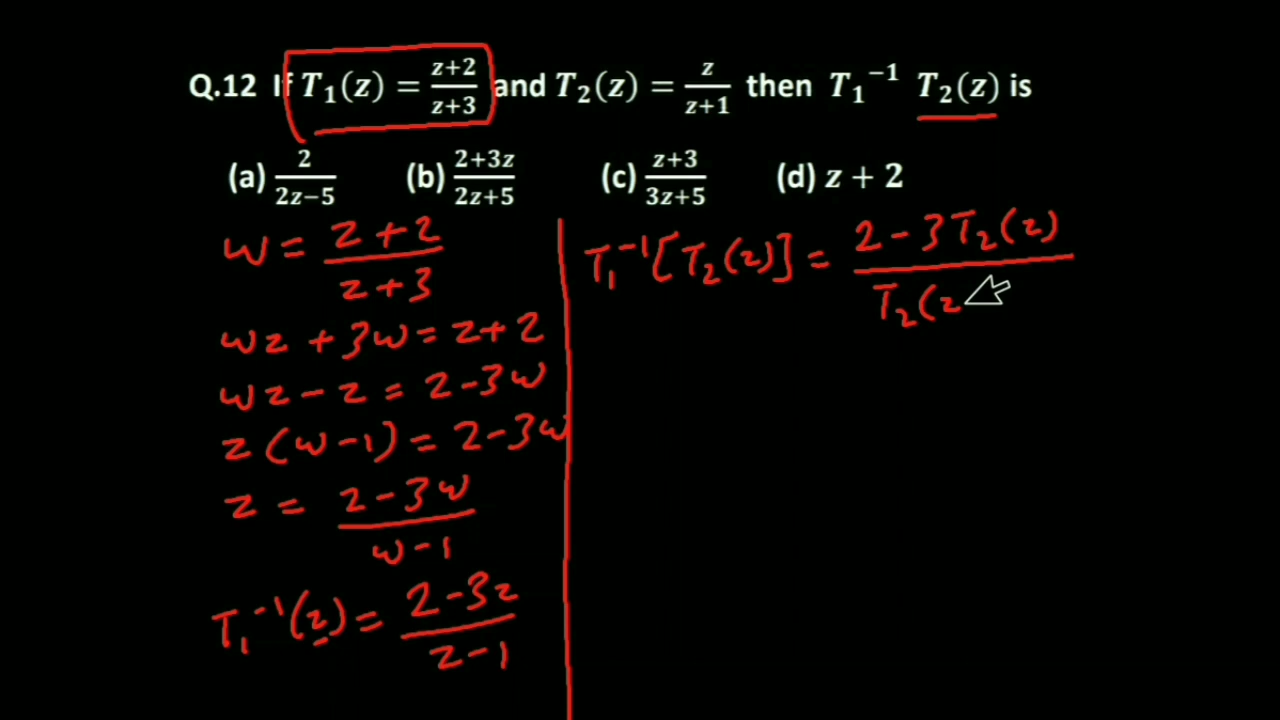 Q.12 If T₁(z) = (z+2)/(z+3) and T₂(z) = z/(z+1) then T₁⁻¹ T₂(z) is
(a) 2/(2z−5) (b) (2+3z)/(2z+5) (c) (z+3)/(3z+5) (d) z + 2
w = (z+2)/(z+3)
wz + 3w = z+2
wz − z = 2−3w
z(w−1) = 2−3w
z = (2−3w)/(w−1)
T₁⁻¹(z) = (2−3z)/(z−1)
T₁⁻¹[T₂(z)] = (2−3T₂(z))/(T₂(z